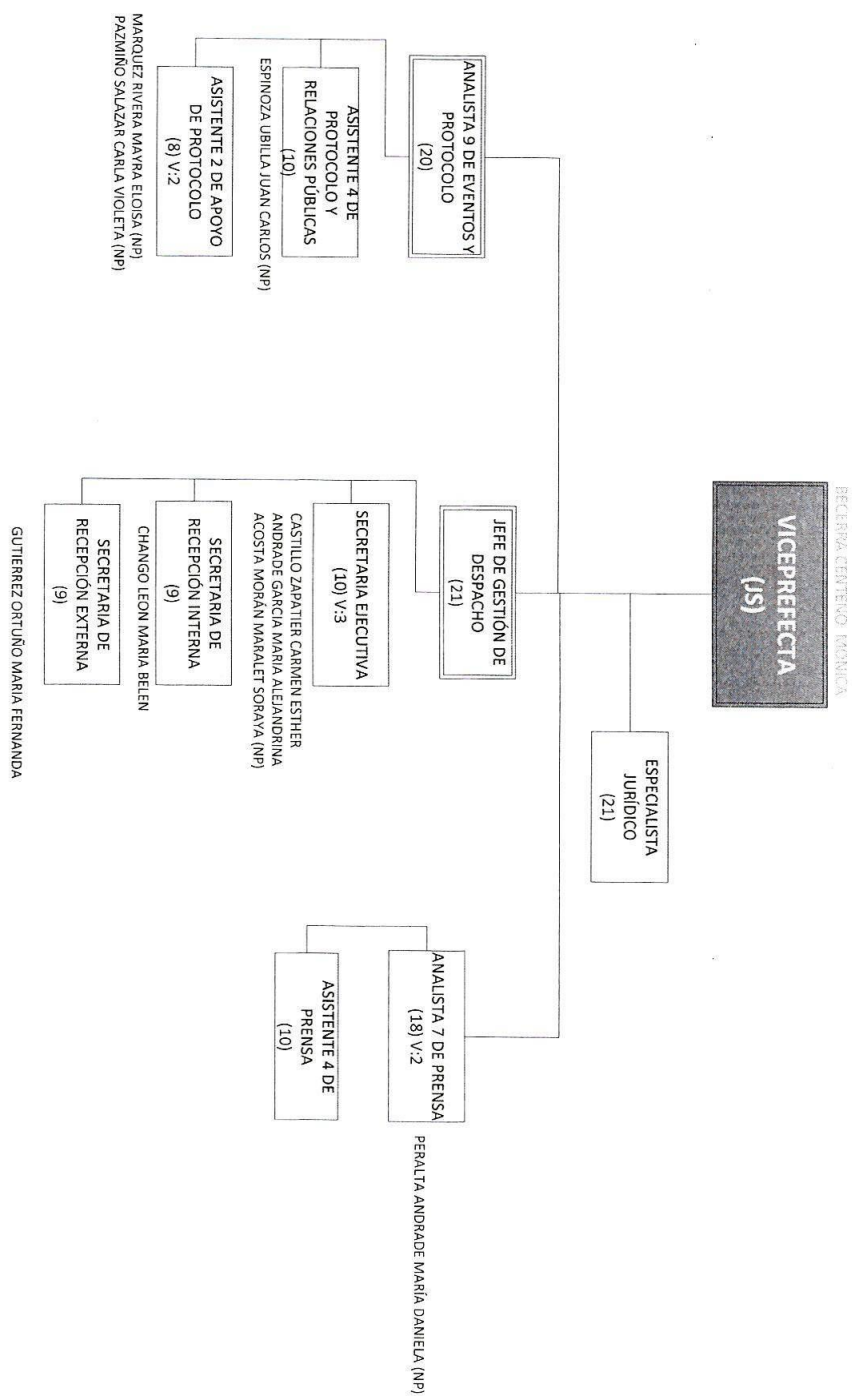 BECERRA CENTENO MONICA
VICEPREFECTA
(JS)
ESPECIALISTA
JURÍDICO
(21)
ANALISTA 9 DE EVENTOS Y
PROTOCOLO
(20)
ASISTENTE 4 DE
PROTOCOLO Y
RELACIONES PÚBLICAS
(10)
ESPINOZA UBILLA JUAN CARLOS (NP)
ASISTENTE 2 DE APOYO
DE PROTOCOLO
(8) V:2
MARQUEZ RIVERA MAYRA ELOISA (NP)
PAZMIÑO SALAZAR CARLA VIOLETA (NP)
JEFE DE GESTIÓN DE
DESPACHO
(21)
SECRETARIA EJECUTIVA
(10) V:3
CASTILLO ZAPATIER CARMEN ESTHER
ANDRADE GARCIA MARIA ALEJANDRINA
ACOSTA MORÁN MARALET SORAYA (NP)
SECRETARIA DE
RECEPCIÓN INTERNA
(9)
CHANGO LEON MARIA BELEN
SECRETARIA DE
RECEPCIÓN EXTERNA
(9)
GUTIERREZ ORTUÑO MARIA FERNANDA
ANALISTA 7 DE PRENSA
(18) V:2
PERALTA ANDRADE MARÍA DANIELA (NP)
ASISTENTE 4 DE
PRENSA
(10)